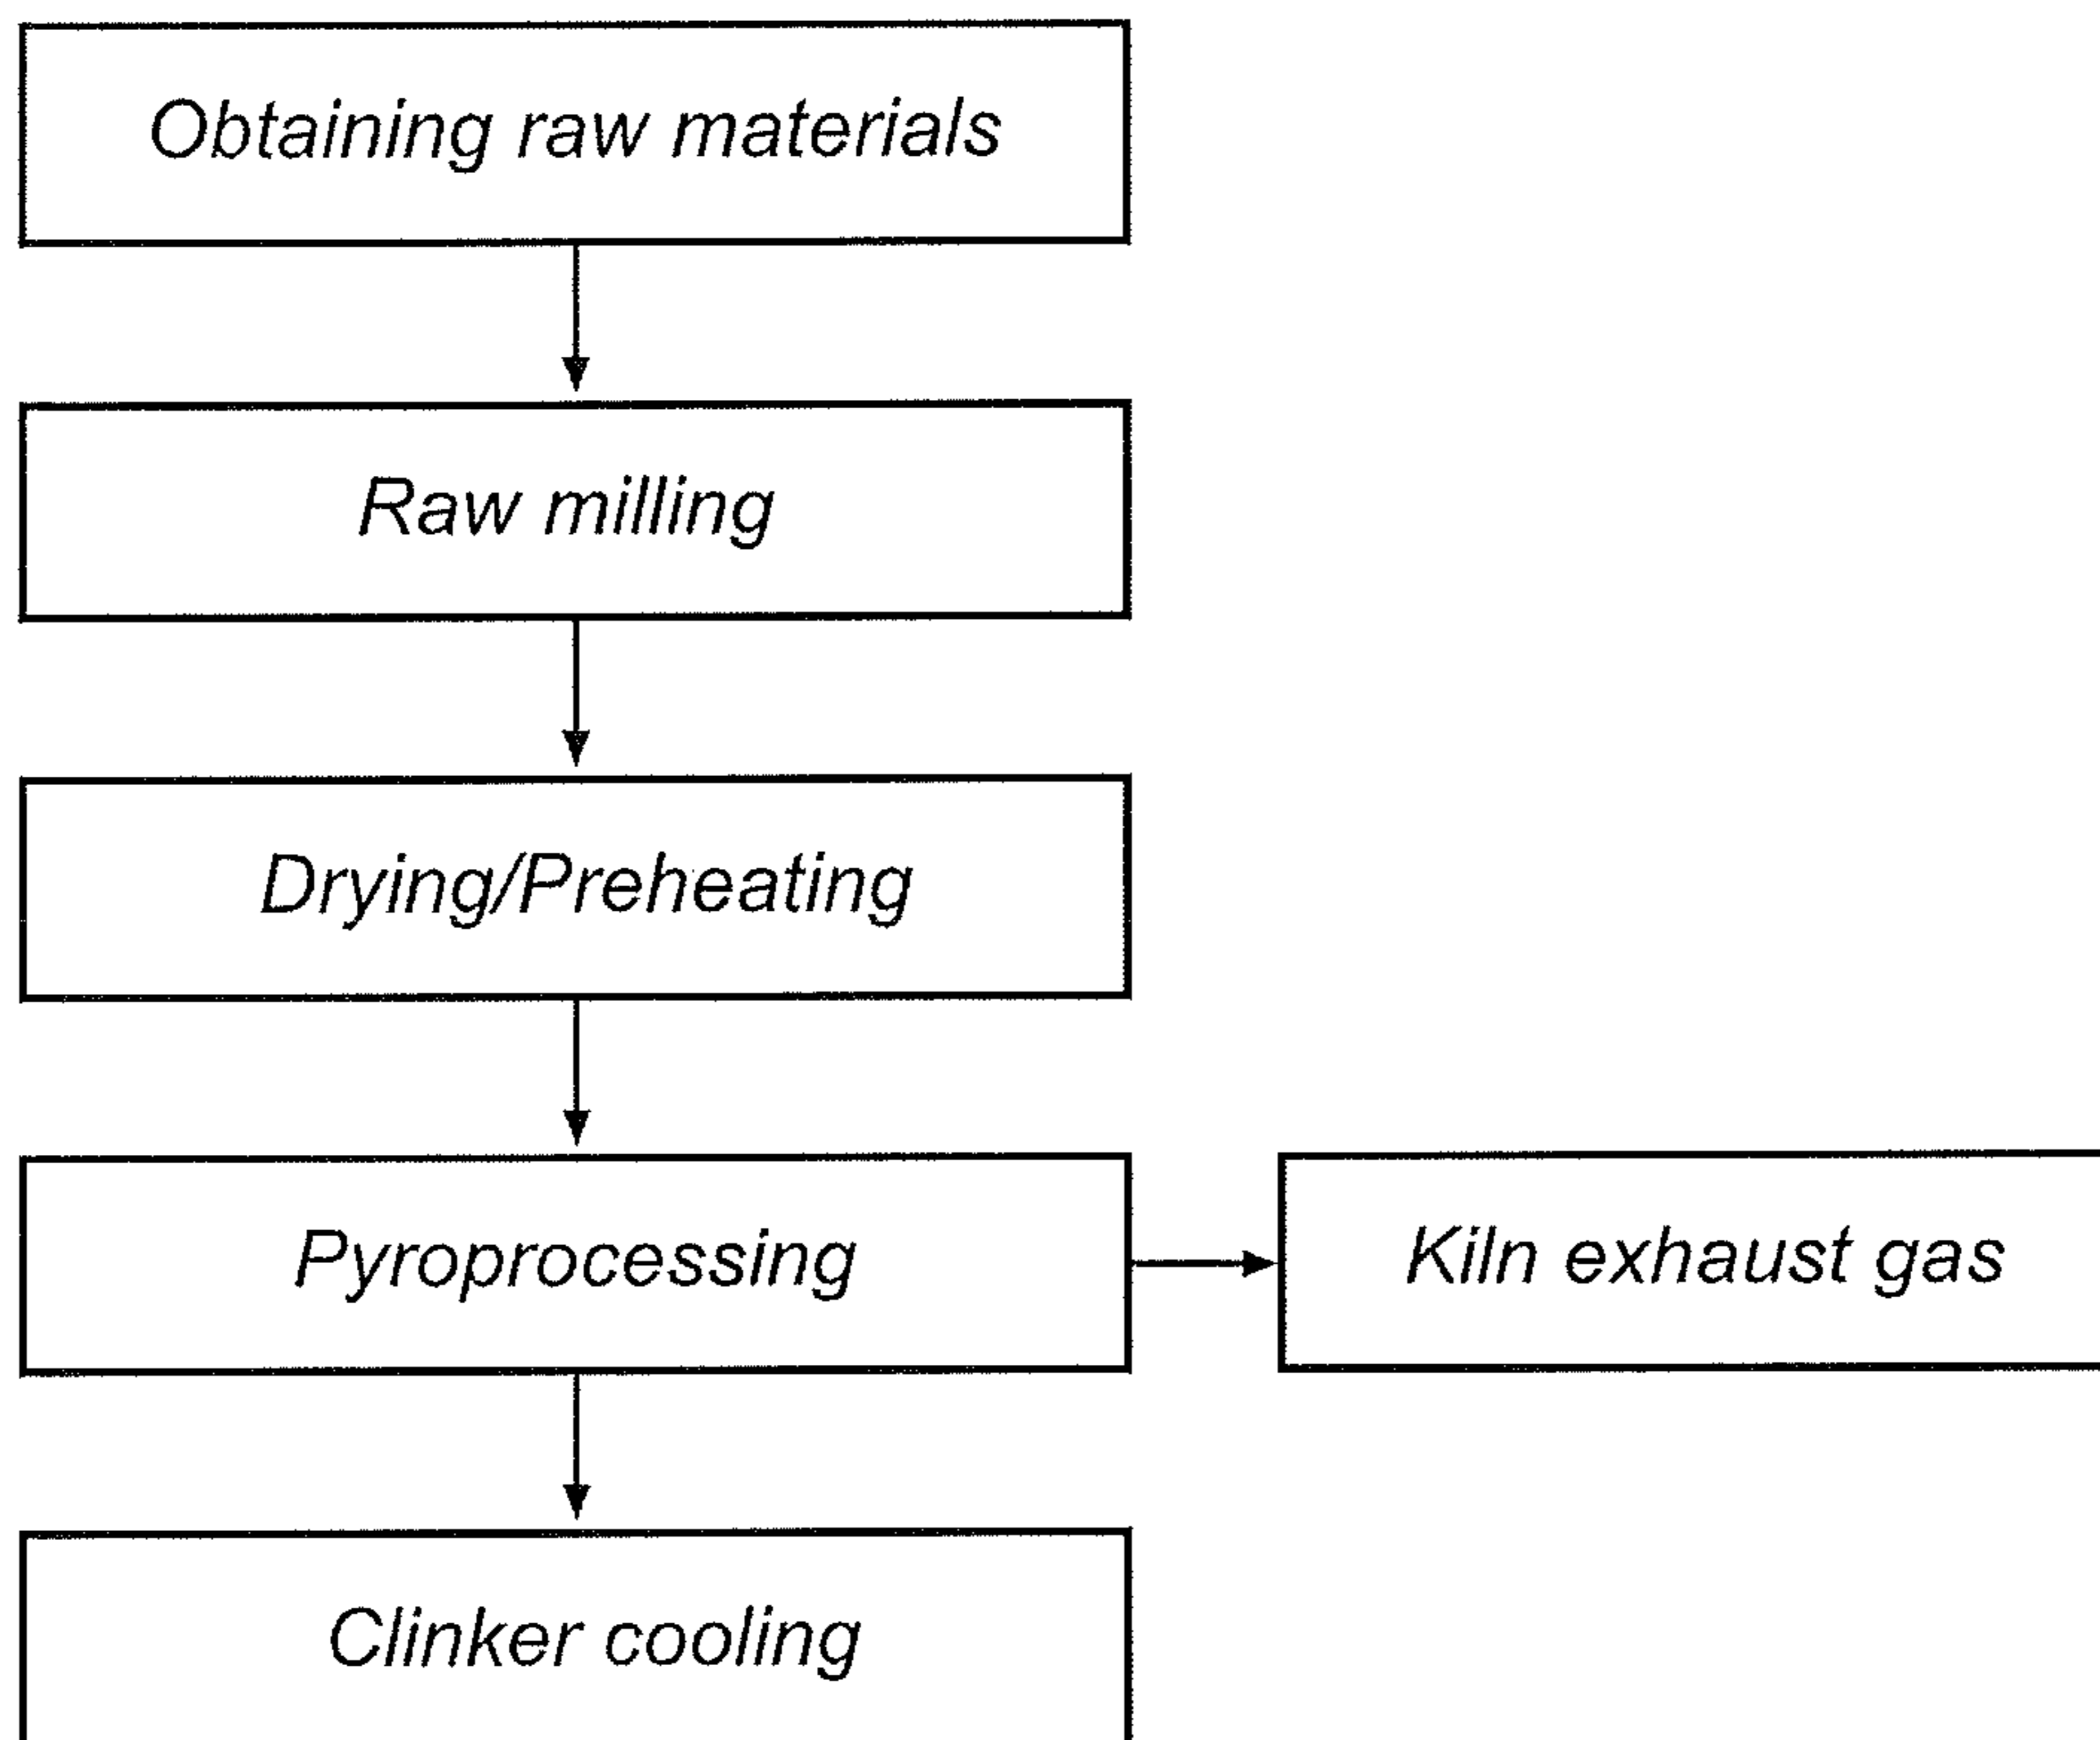 Obtaining raw materials
Raw milling
Drying/Preheating
Pyroprocessing
Kiln exhaust gas
Clinker cooling